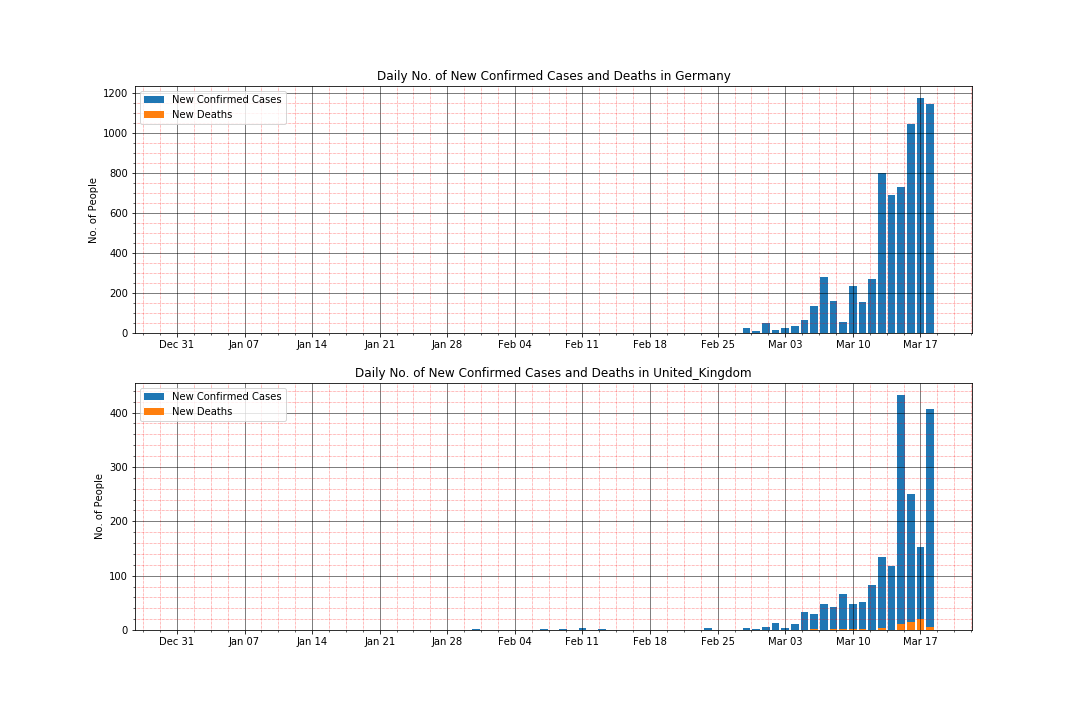 Daily No. of New Confirmed Cases and Deaths in Germany
New Confirmed Cases
New Deaths
No. of People
1200
1000
800
600
400
200
0
Dec 31 Jan 07 Jan 14 Jan 21 Jan 28 Feb 04 Feb 11 Feb 18 Feb 25 Mar 03 Mar 10 Mar 17
Daily No. of New Confirmed Cases and Deaths in United_Kingdom
New Confirmed Cases
New Deaths
No. of People
400
300
200
100
0
Dec 31 Jan 07 Jan 14 Jan 21 Jan 28 Feb 04 Feb 11 Feb 18 Feb 25 Mar 03 Mar 10 Mar 17